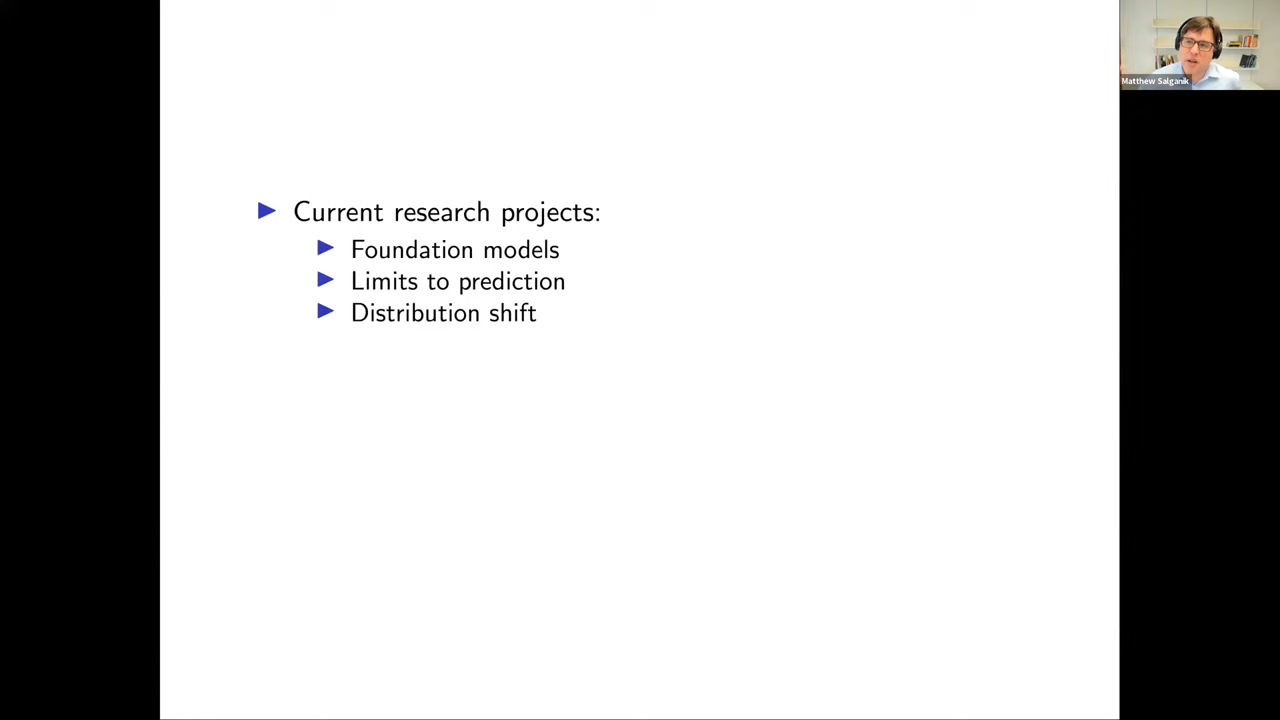 Matthew Salganik
Current research projects:
Foundation models
Limits to prediction
Distribution shift